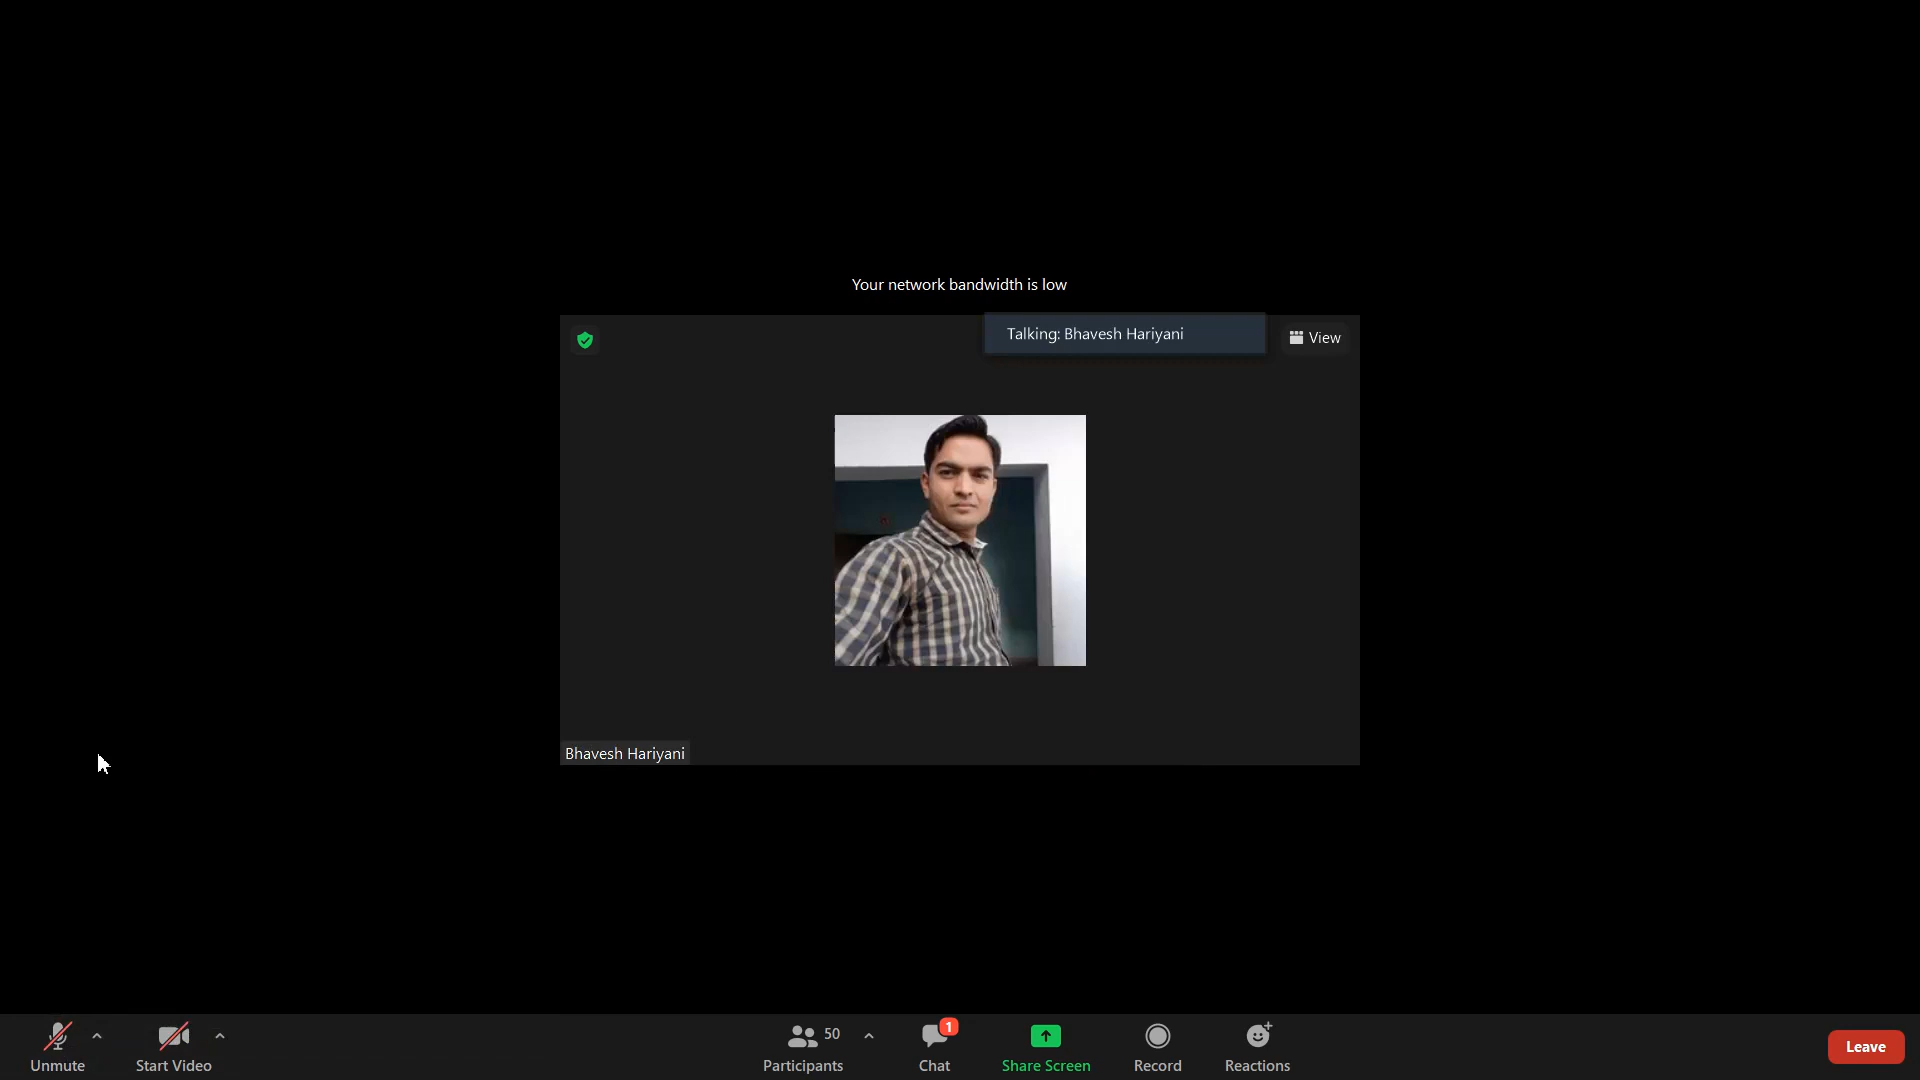 Your network bandwidth is low
Talking: Bhavesh Hariyani
View
Bhavesh Hariyani
Unmute
Start Video
50
Participants
1
Chat
Share Screen
Record
Reactions
Leave